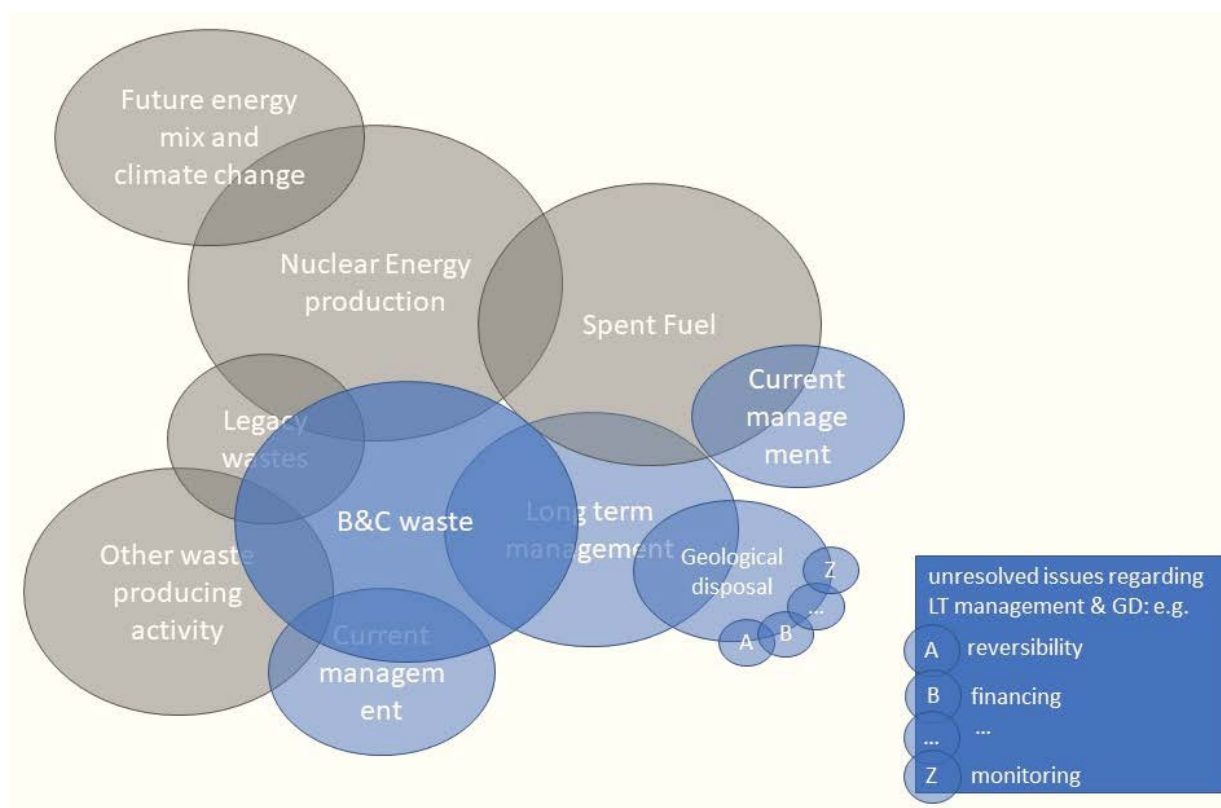 Future energy
mix and
climate change
Nuclear Energy
production
Spent Fuel
Current
manage
ment
Legacy
wastes
B&C waste
Long term
management
Geological
disposal
Other waste
producing
activity
Current
managem
ent
Z
...
B
A
unresolved issues regarding
LT management & GD: e.g.
A reversibility
B financing
... ...
Z monitoring